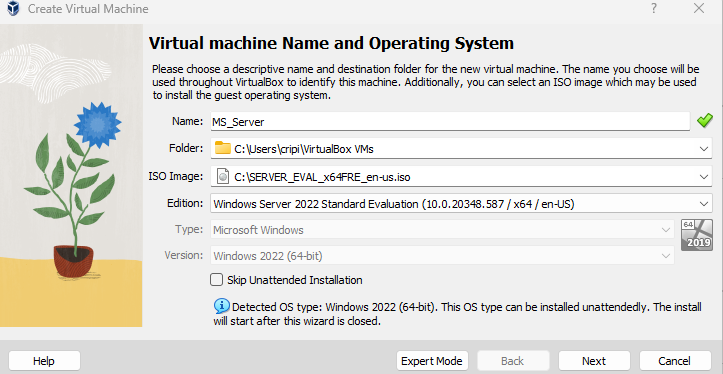 Create Virtual Machine
?
Virtual machine Name and Operating System
Please choose a descriptive name and destination folder for the new virtual machine. The name you choose will be
used throughout VirtualBox to identify this machine. Additionally, you can select an ISO image which may be used
to install the guest operating system.
Name: MS_Server
Folder: C:\Users\cripi\VirtualBox VMs
ISO Image: C:\SERVER_EVAL_x64FRE_en-us.iso
Edition: Windows Server 2022 Standard Evaluation (10.0.20348.587 / x64 / en-US)
Type: Microsoft Windows
64
2019
Version: Windows 2022 (64-bit)
Skip Unattended Installation
Detected OS type: Windows 2022 (64-bit). This OS type can be installed unattendedly. The install
will start after this wizard is closed.
Help Expert Mode Back Next Cancel